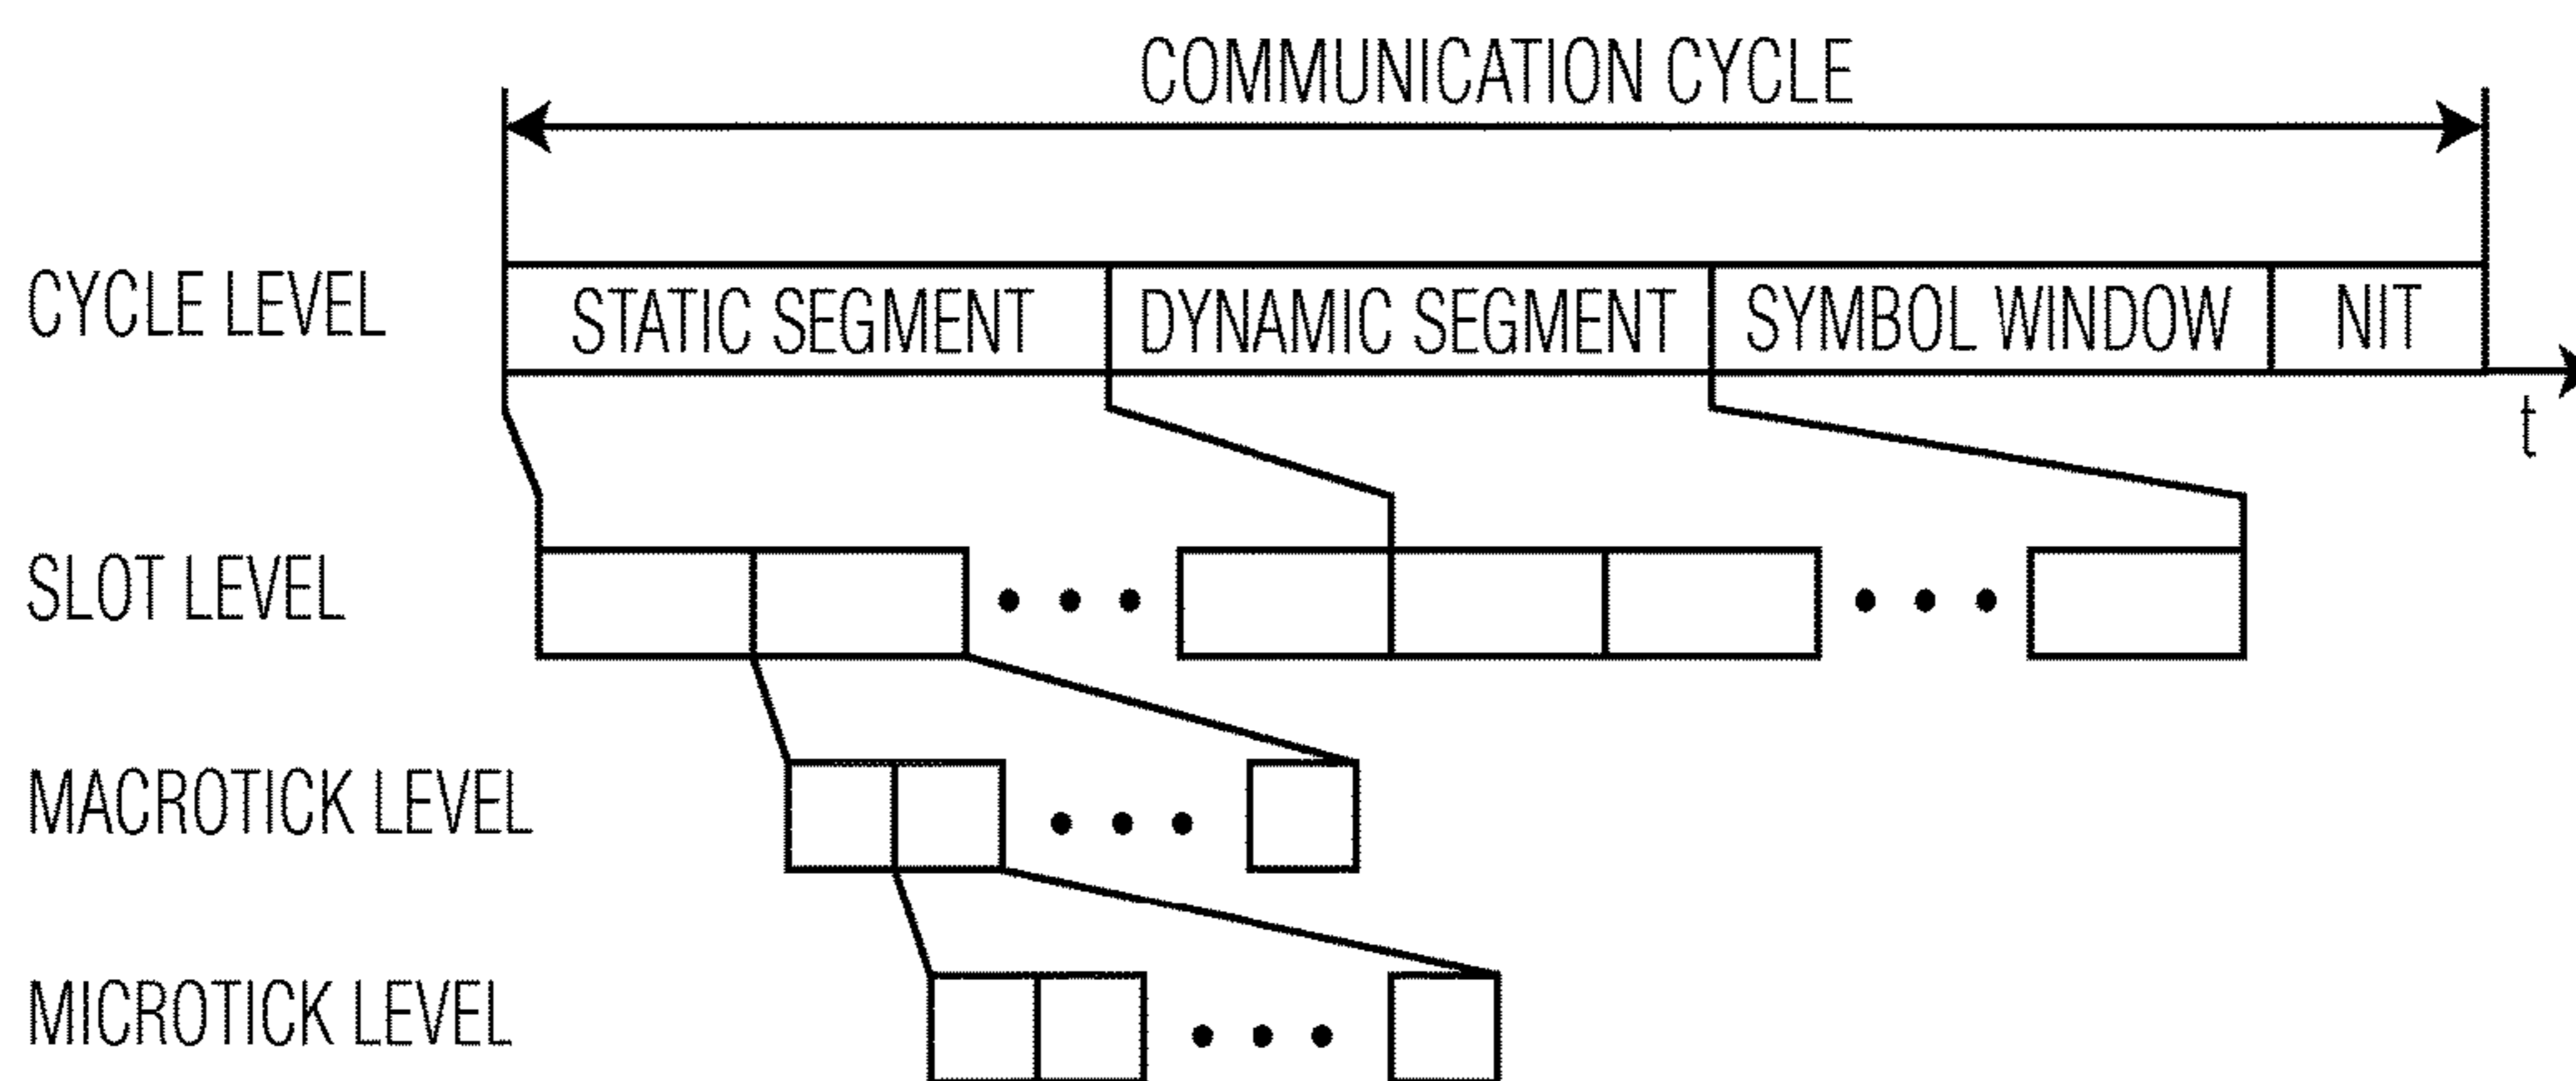 COMMUNICATION CYCLE
CYCLE LEVEL STATIC SEGMENT DYNAMIC SEGMENT SYMBOL WINDOW NIT
t
SLOT LEVEL
MACROTICK LEVEL
MICROTICK LEVEL